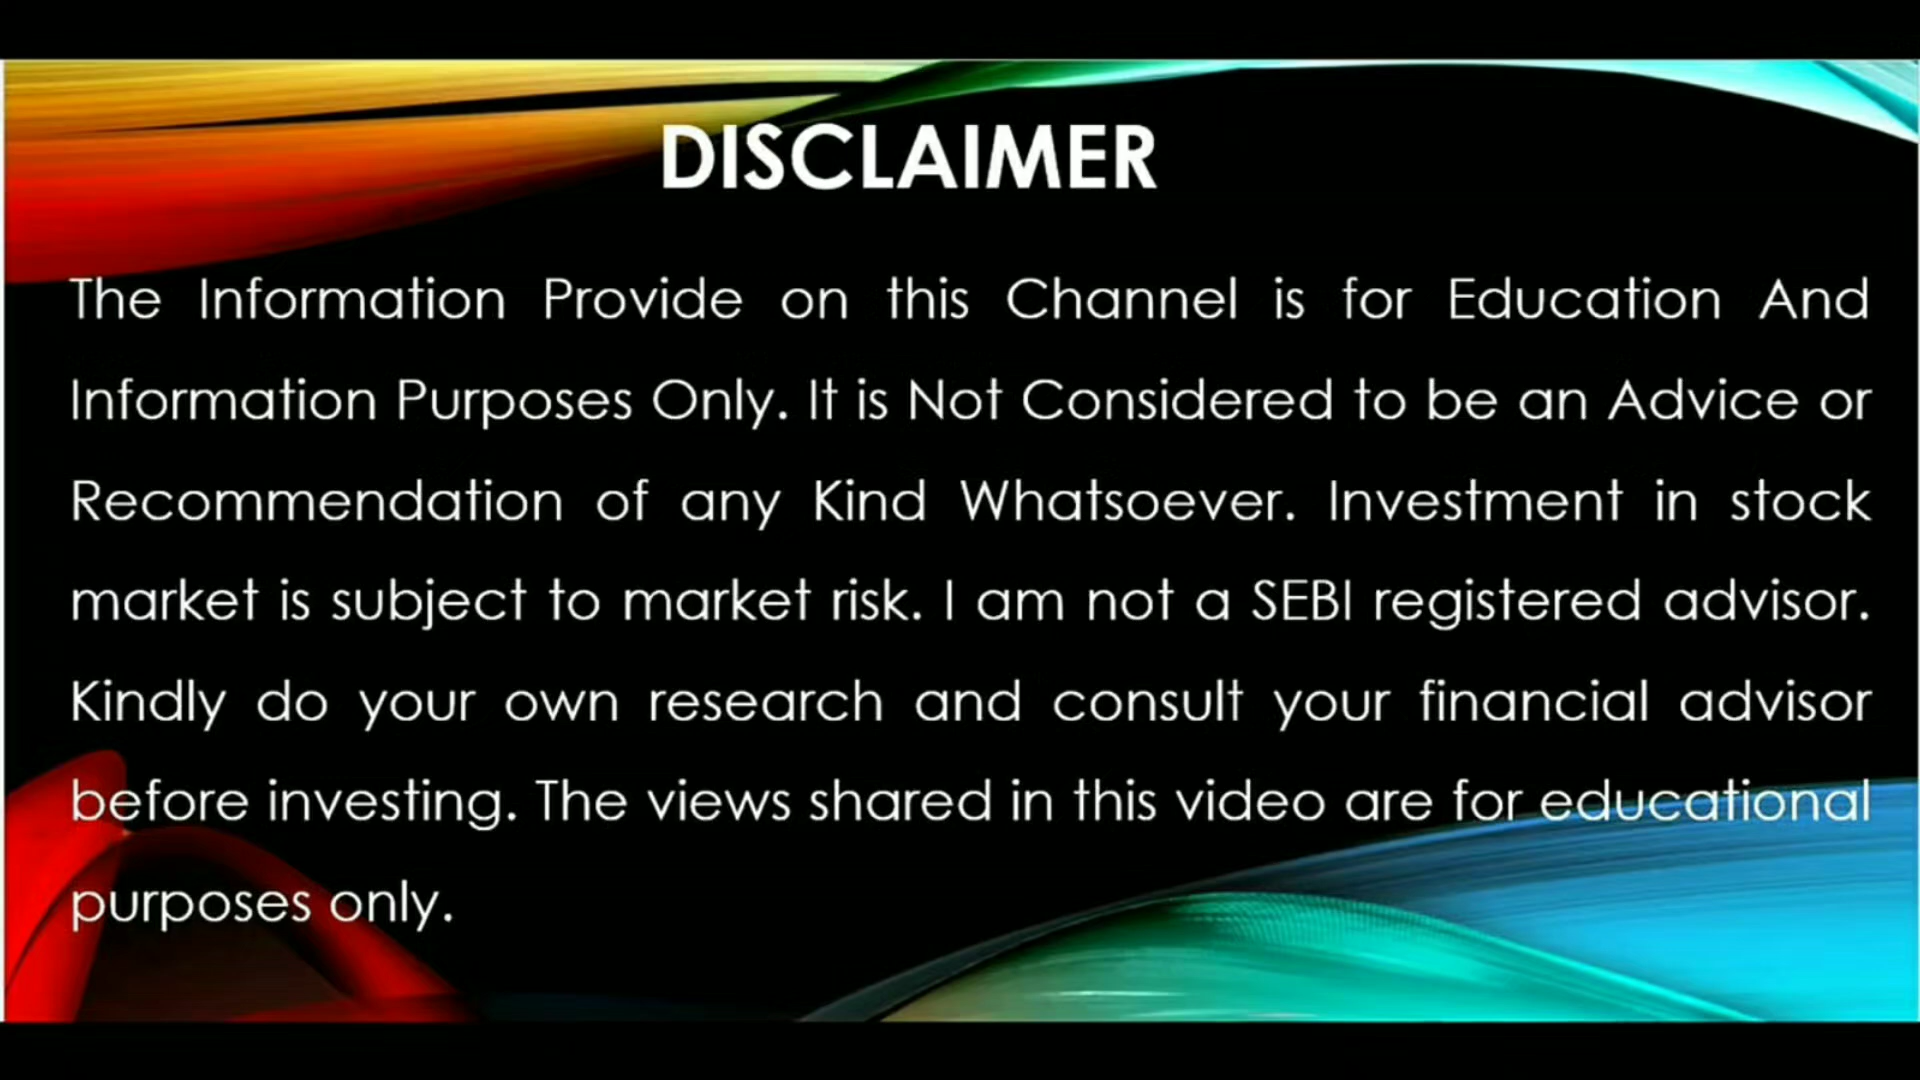 DISCLAIMER
The Information Provide on this Channel is for Education And
Information Purposes Only. It is Not Considered to be an Advice or
Recommendation of any Kind Whatsoever. Investment in stock
market is subject to market risk. I am not a SEBI registered advisor.
Kindly do your own research and consult your financial advisor
before investing. The views shared in this video are for educational
purposes only.